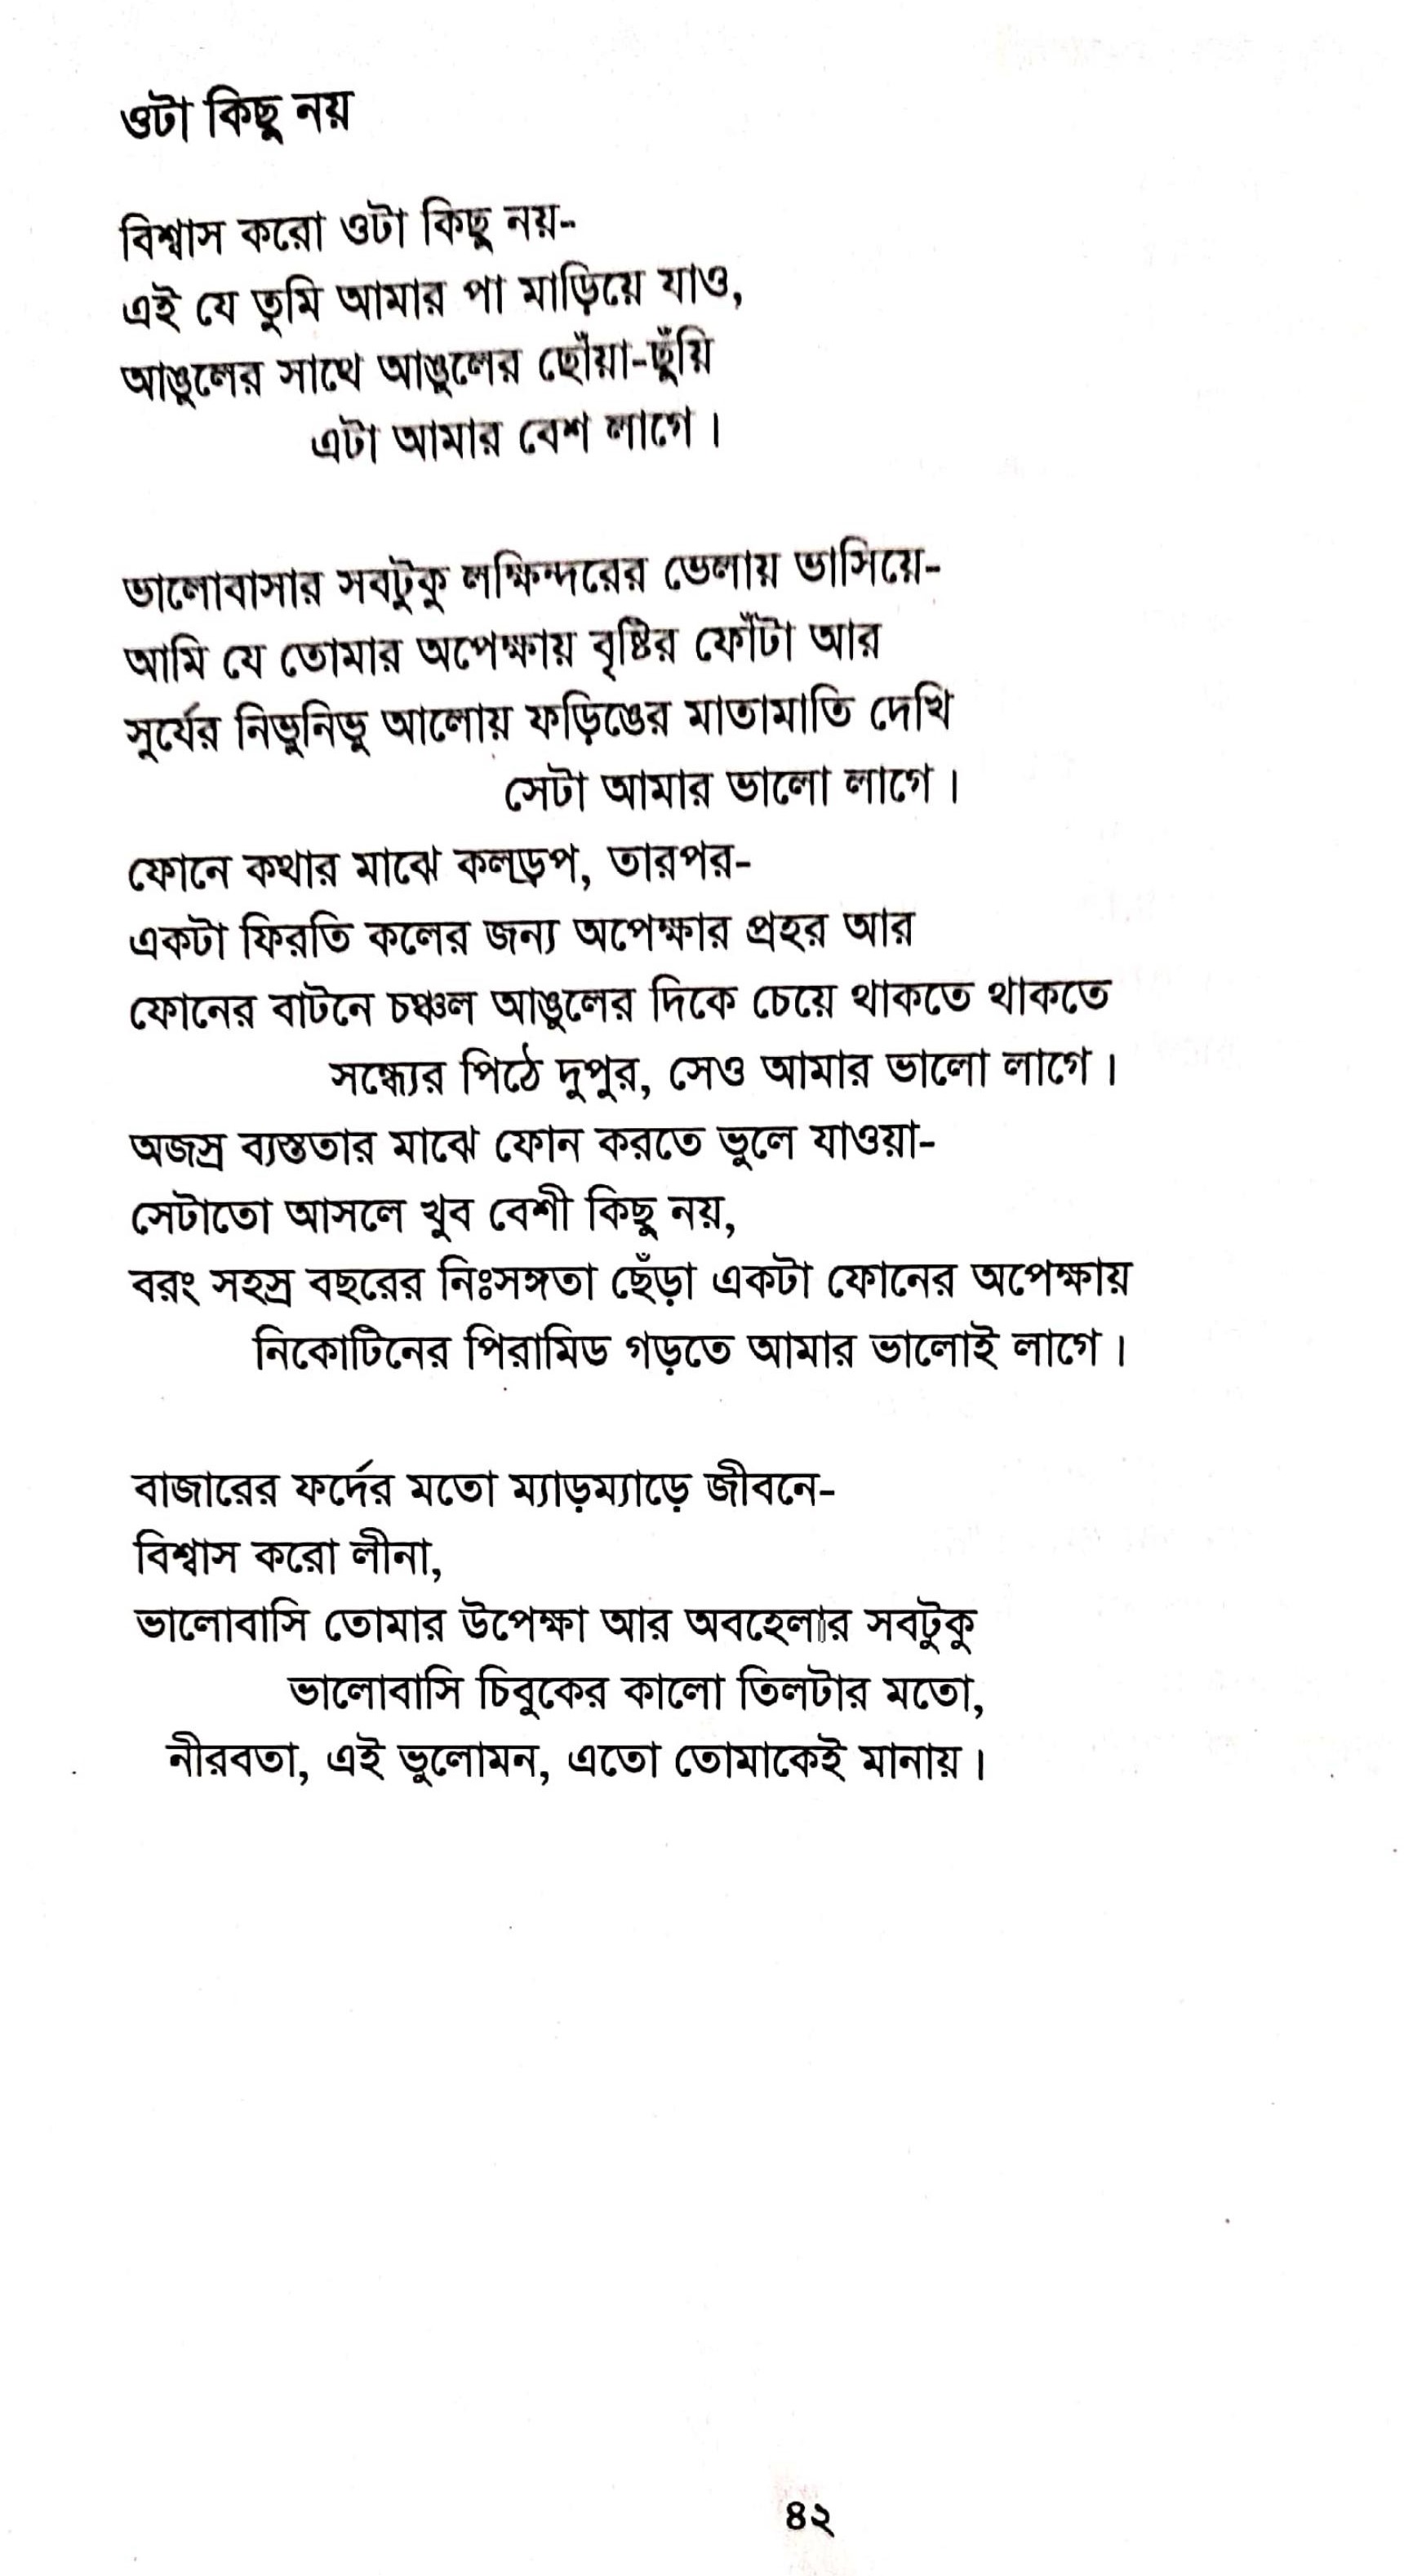 ওটা কিছু নয়
বিশ্বাস করো ওটা কিছু নয়-
এই যে তুমি আমার পা মাড়িয়ে যাও,
আঙুলের সাথে আঙুলের ছোঁয়া-ছুঁয়ি
এটা আমার বেশ লাগে।
ভালোবাসার সবটুকু লক্ষিন্দরের ভেলায় ভাসিয়ে-
আমি যে তোমার অপেক্ষায় বৃষ্টির ফোঁটা আর
সুর্যের নিভুনিভু আলোয় ফড়িঙের মাতামাতি দেখি
সেটা আমার ভালো লাগে।
ফোনে কথার মাঝে কলড্রপ, তারপর-
একটা ফিরতি কলের জন্য অপেক্ষার প্রহর আর
ফোনের বাটনে চঞ্চল আঙুলের দিকে চেয়ে থাকতে থাকতে
সন্ধ্যের পিঠে দুপুর, সেও আমার ভালো লাগে।
অজস্র ব্যস্ততার মাঝে ফোন করতে ভুলে যাওয়া-
সেটাতো আসলে খুব বেশী কিছু নয়,
বরং সহস্র বছরের নিঃসঙ্গতা ছেঁড়া একটা ফোনের অপেক্ষায়
নিকোটিনের পিরামিড গড়তে আমার ভালোই লাগে।
বাজারের ফর্দের মতো ম্যাড়ম্যাড়ে জীবনে-
বিশ্বাস করো লীনা,
ভালোবাসি তোমার উপেক্ষা আর অবহেলার সবটুকু
ভালোবাসি চিবুকের কালো তিলটার মতো,
নীরবতা, এই ভুলোমন, এতো তোমাকেই মানায়।
৪২